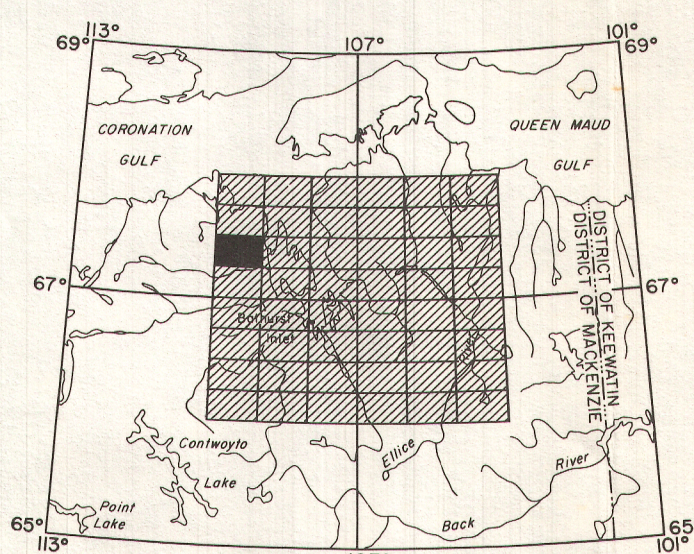 113°
101°
69°
107°
69°
CORONATION
GULF
QUEEN MAUD
GULF
DISTRICT OF KEEWATIN
DISTRICT OF MACKENZIE
67°
67°
Bathurst
Inlet
River
Contwoyto
Lake
Ellice
River
Point
Lake
Back
65°
65
113°
101°